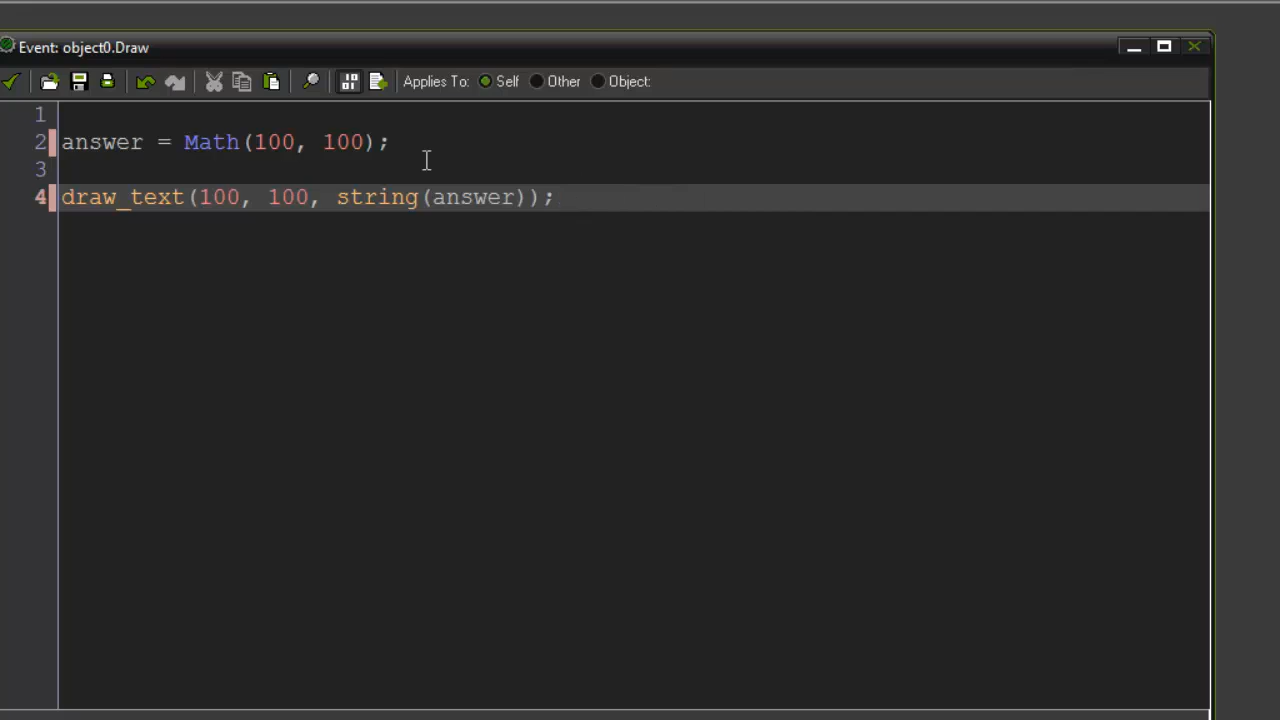 Event: object0.Draw
Applies To: Self Other Object:
1
2 answer = Math(100, 100);
3
4 draw_text(100, 100, string(answer));